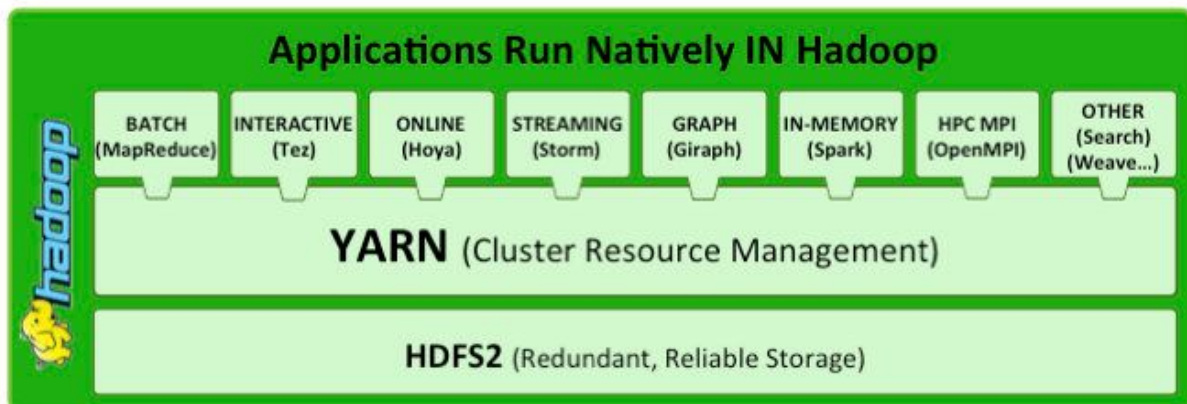 Applications Run Natively IN Hadoop
hadoop
BATCH
(MapReduce)
INTERACTIVE
(Tez)
ONLINE
(Hoya)
STREAMING
(Storm)
GRAPH
(Giraph)
IN-MEMORY
(Spark)
HPC MPI
(OpenMPI)
OTHER
(Search)
(Weave...)
YARN (Cluster Resource Management)
HDFS2 (Redundant, Reliable Storage)